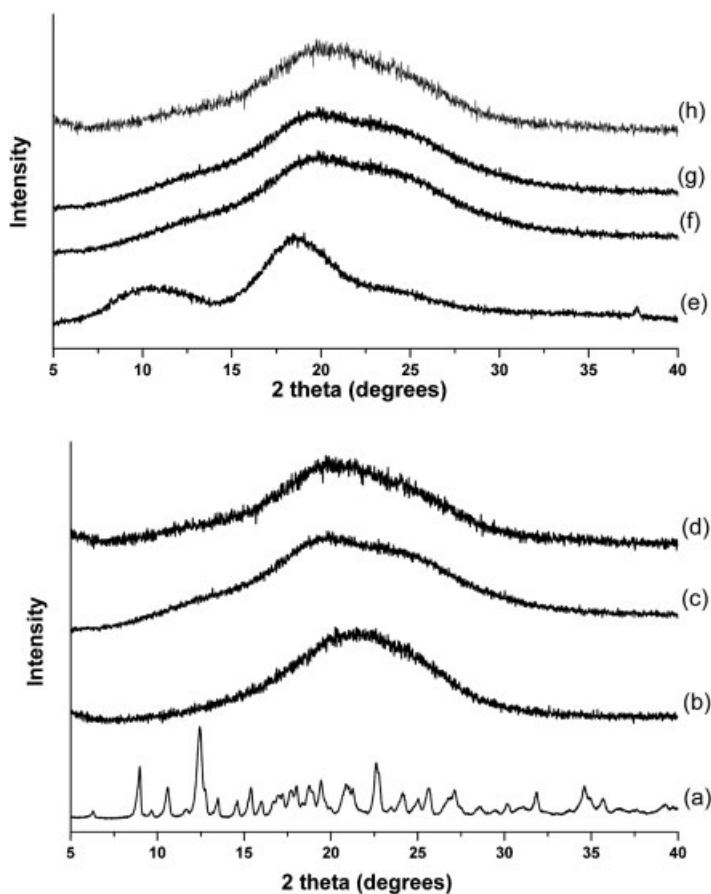 Intensity
(h)
(g)
(f)
(e)
5 10 15 20 25 30 35 40
2 theta (degrees)
Intensity
(d)
(c)
(b)
(a)
5 10 15 20 25 30 35 40
2 theta (degrees)